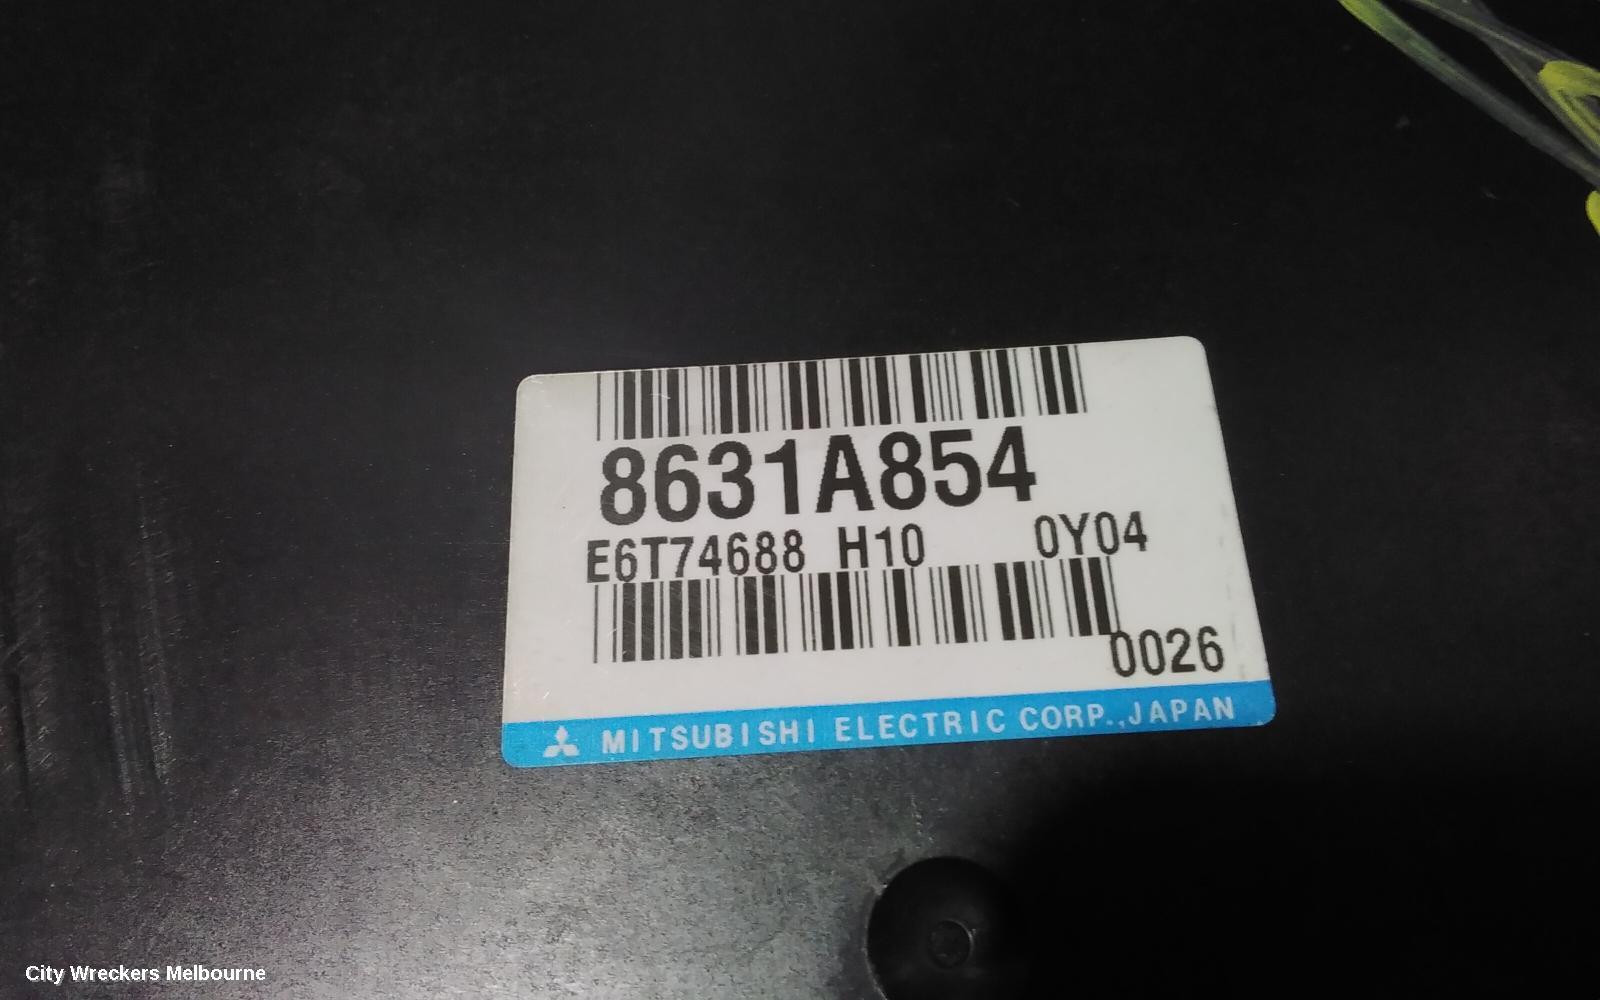 8631A854
E6T74688 H10 0Y04
0026
MITSUBISHI ELECTRIC CORP.,JAPAN
City Wreckers Melbourne